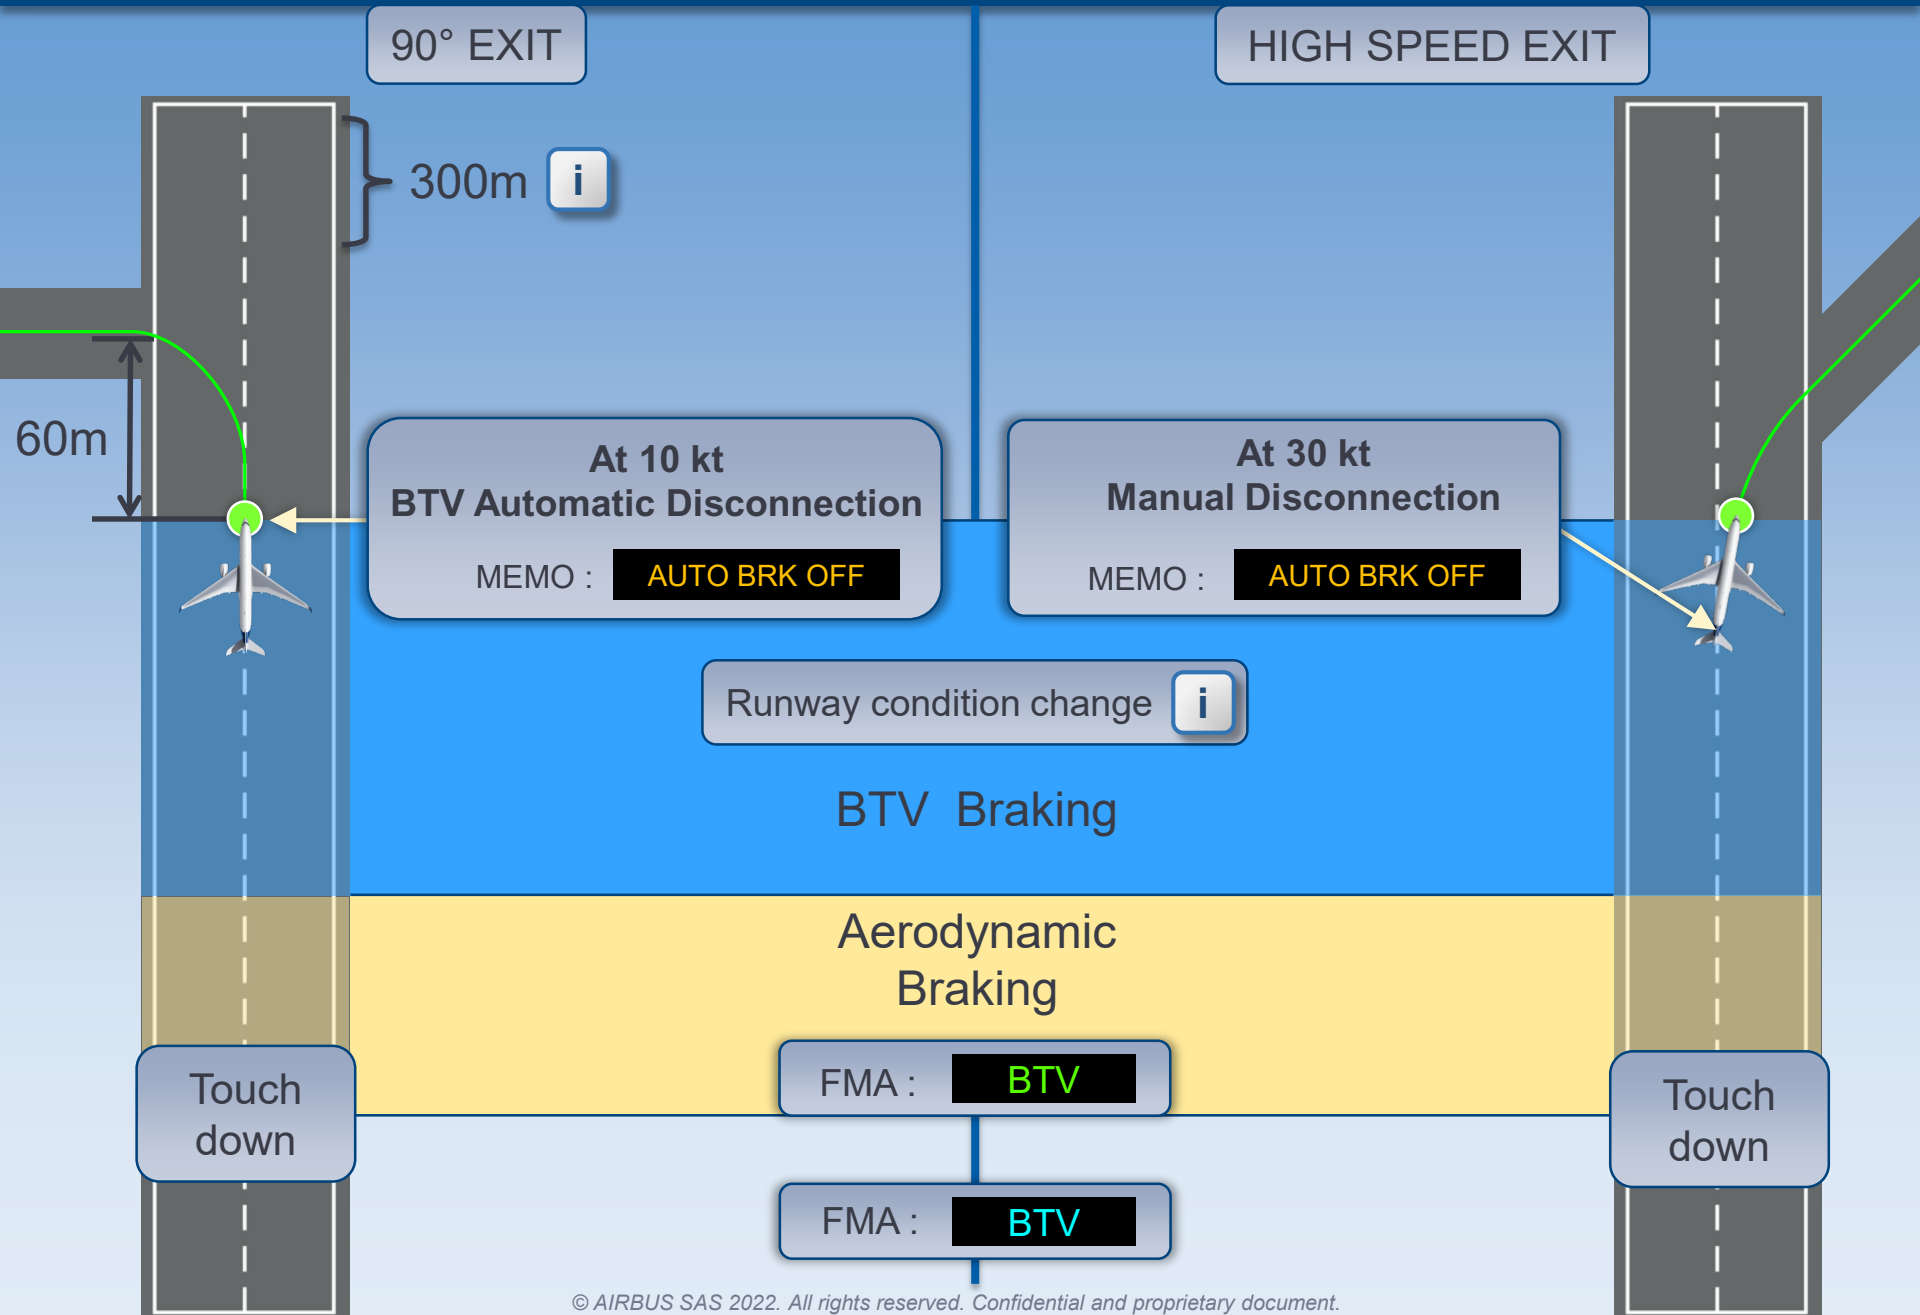 90° EXIT
HIGH SPEED EXIT
300m i
60m
At 10 kt
BTV Automatic Disconnection
MEMO : AUTO BRK OFF
At 30 kt
Manual Disconnection
MEMO : AUTO BRK OFF
Runway condition change i
BTV Braking
Aerodynamic
Braking
FMA : BTV
Touch
down
Touch
down
FMA : BTV
© AIRBUS SAS 2022. All rights reserved. Confidential and proprietary document.